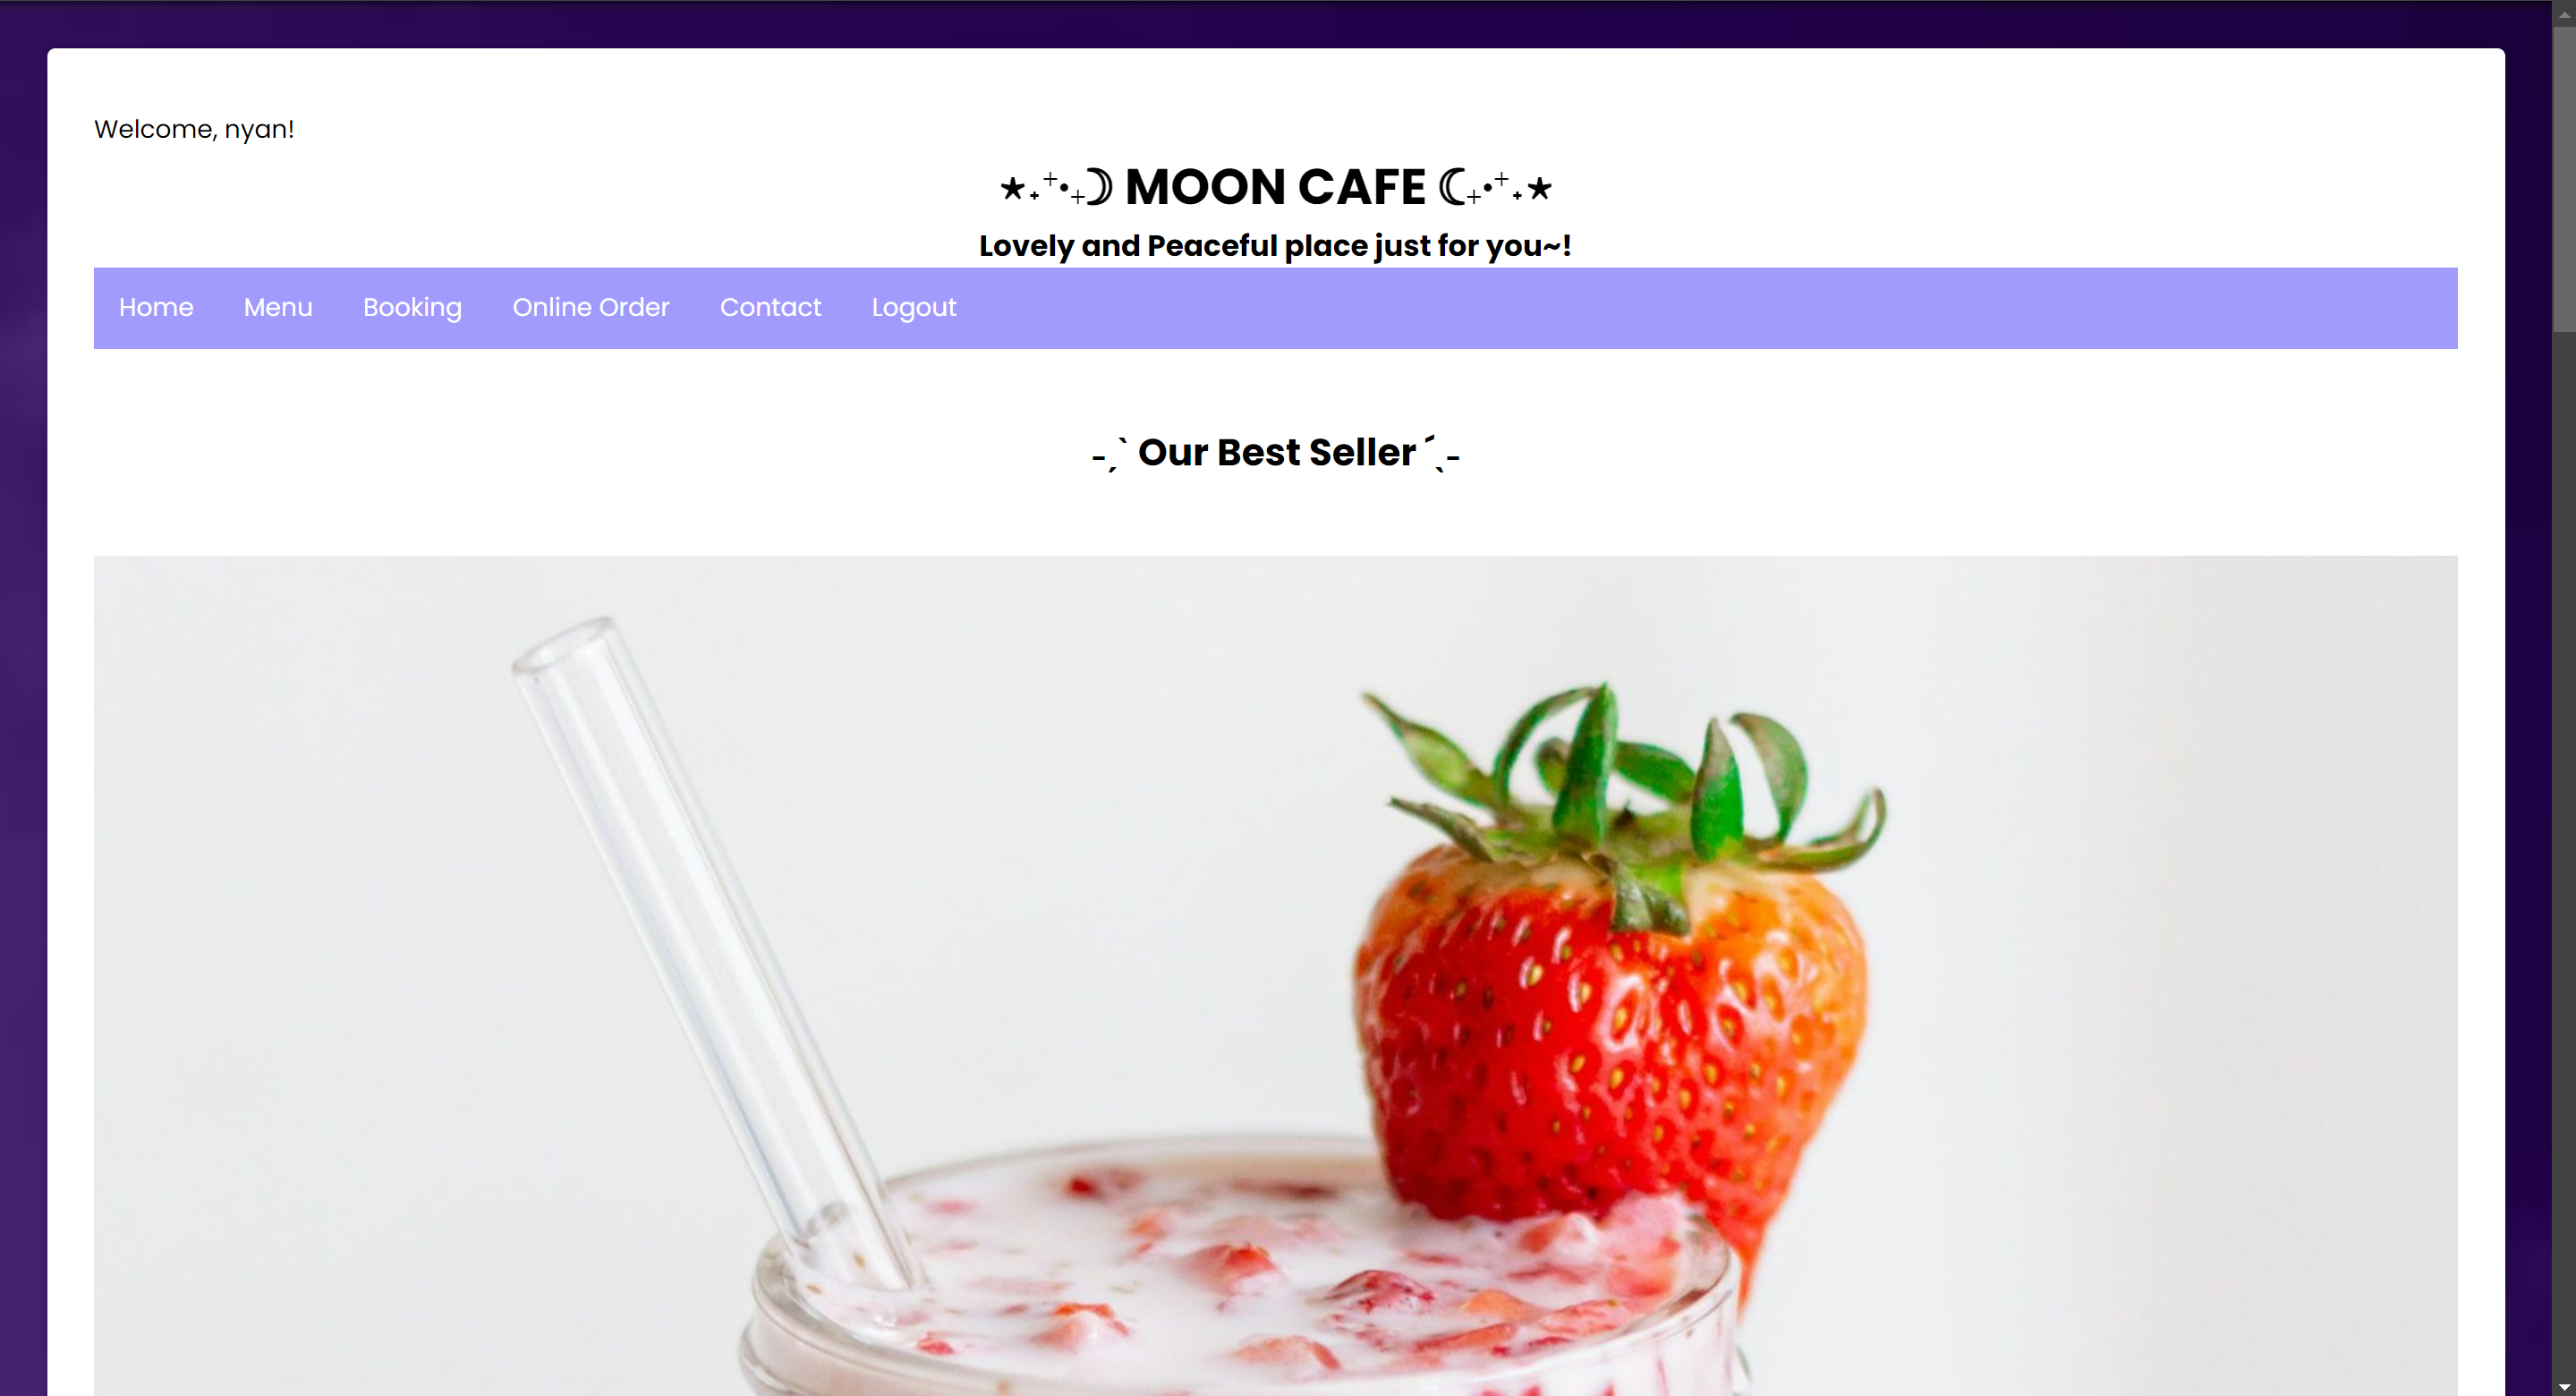 Welcome, nyan!
⋆˖⁺‧₊☽ MOON CAFE ☾₊‧⁺˖⋆
Lovely and Peaceful place just for you~!
Home Menu Booking Online Order Contact Logout
-ˏˋ Our Best Seller ˊˎ-